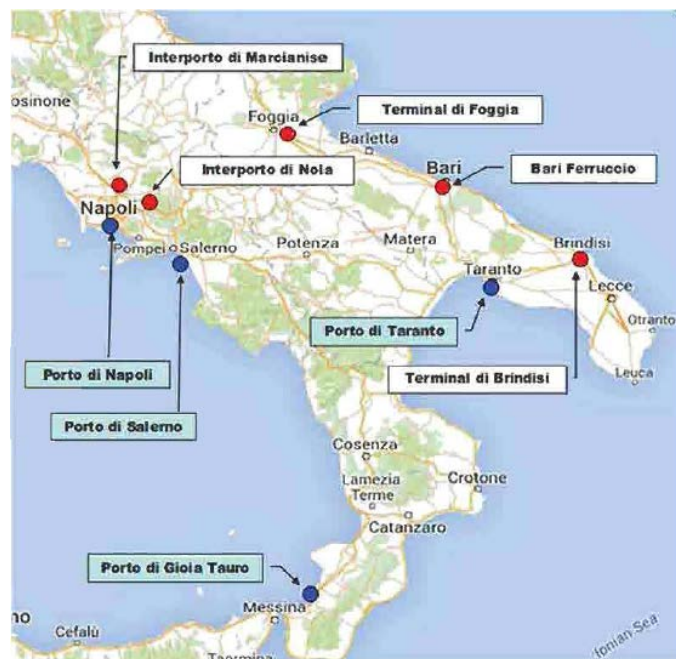 Interporto di Marcianise
osinone
Foggia
Terminal di Foggia
Barletta
Interporto di Nola
Bari
Bari Ferruccio
Napoli
Pompei
Salerno
Potenza
Matera
Brindisi
Taranto
Lecce
Otranto
Porto di Taranto
Porto di Napoli
Terminal di Brindisi
Leuca
Porto di Salerno
Cosenza
Lamezia
Terme
Crotone
Catanzaro
Porto di Gioia Tauro
Messina
no
Cefalù
Taormina
Ionian Sea